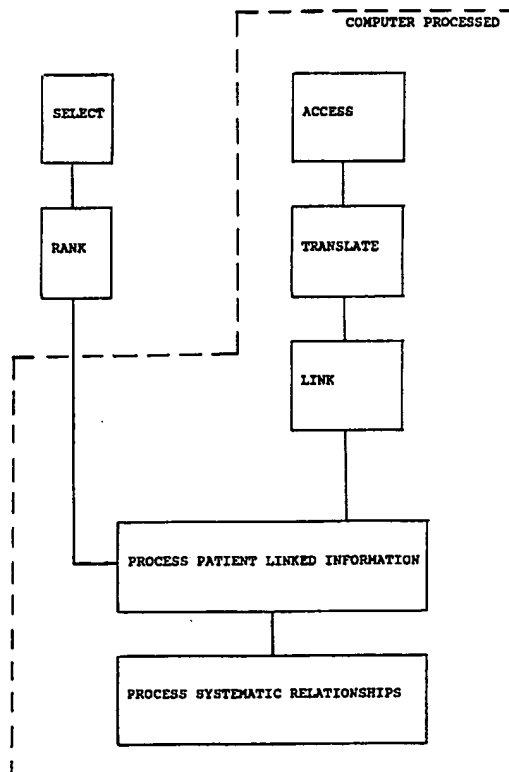 COMPUTER PROCESSED
SELECT
ACCESS
RANK
TRANSLATE
LINK
PROCESS PATIENT LINKED INFORMATION
PROCESS SYSTEMATIC RELATIONSHIPS